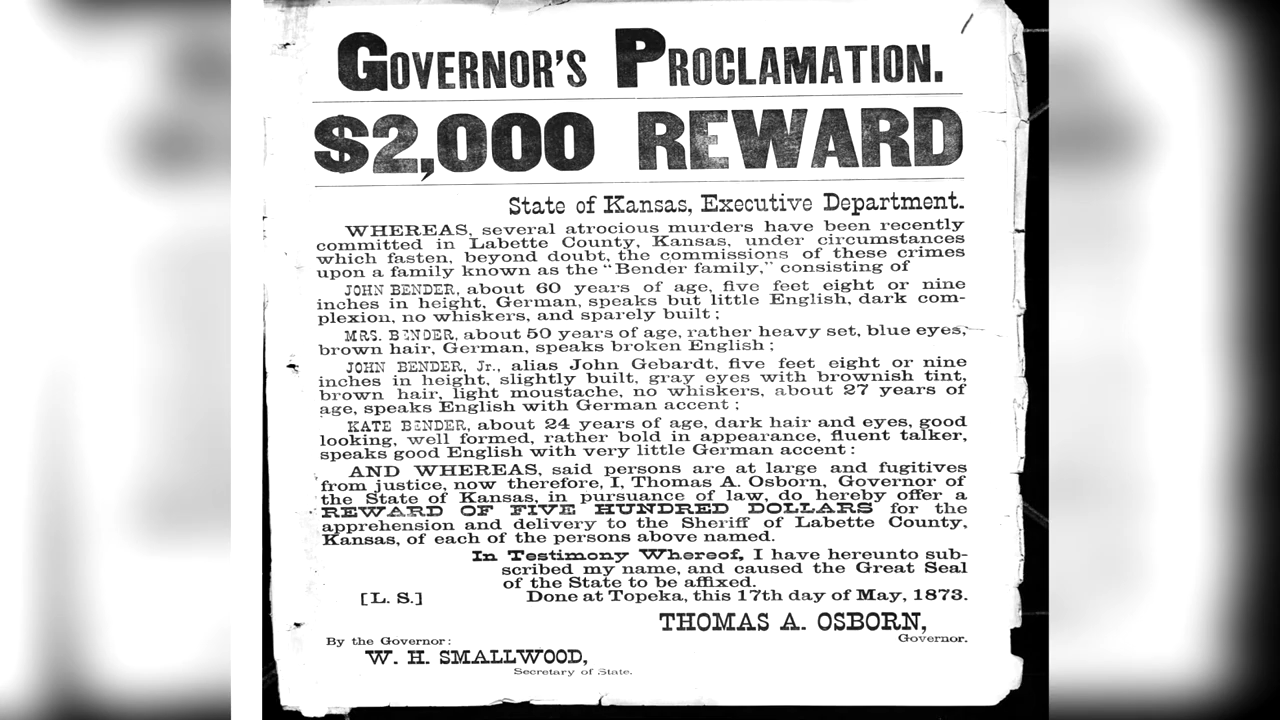 GOVERNOR'S PROCLAMATION.
$2,000 REWARD
State of Kansas, Executive Department.
WHEREAS, several atrocious murders have been recently
committed in Labette County, Kansas, under circumstances
which fasten, beyond doubt, the commissions of these crimes
upon a family known as the "Bender family," consisting of
JOHN BENDER, about 60 years of age, five feet eight or nine
inches in height, German, speaks but little English, dark com-
plexion, no whiskers, and sparely built;
MRS. BENDER, about 50 years of age, rather heavy set, blue eyes,
brown hair, German, speaks broken English;
JOHN BENDER, Jr., alias John Gebardt, five feet eight or nine
inches in height, slightly built, gray eyes with brownish tint,
brown hair, light moustache, no whiskers, about 27 years of
age, speaks English with German accent;
KATE BENDER, about 24 years of age, dark hair and eyes, good
looking, well formed, rather bold in appearance, fluent talker,
speaks good English with very little German accent:
AND WHEREAS, said persons are at large and fugitives
from justice, now therefore, I, Thomas A. Osborn, Governor of
the State of Kansas, in pursuance of law, do hereby offer a
REWARD OF FIVE HUNDRED DOLLARS for the
apprehension and delivery to the Sheriff of Labette County,
Kansas, of each of the persons above named.
In Testimony Whereof, I have hereunto sub-
scribed my name, and caused the Great Seal
of the State to be affixed.
[L. S.] Done at Topeka, this 17th day of May, 1873.
THOMAS A. OSBORN,
Governor.
By the Governor:
W. H. SMALLWOOD,
Secretary of State.